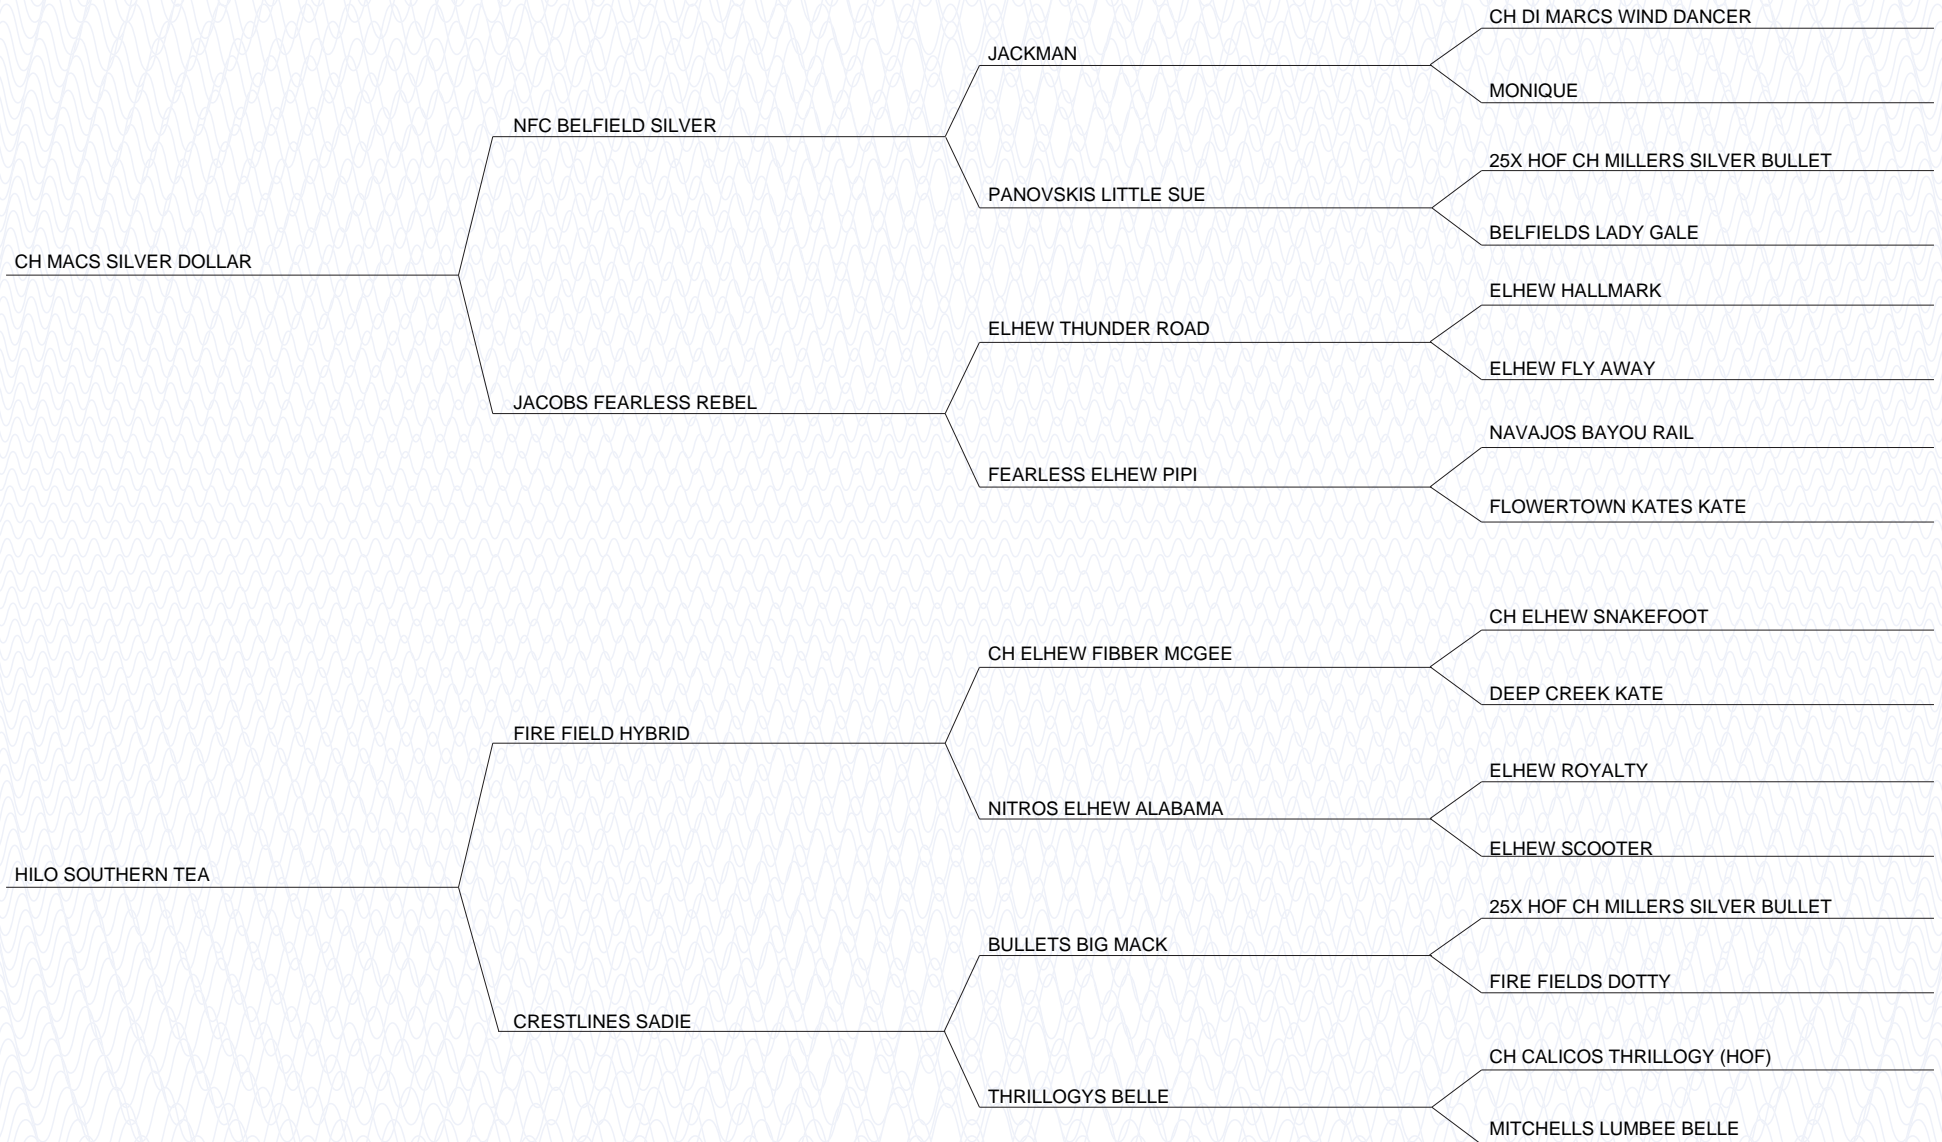 CH DI MARCS WIND DANCER
JACKMAN
MONIQUE
NFC BELFIELD SILVER
25X HOF CH MILLERS SILVER BULLET
PANOVSKIS LITTLE SUE
BELFIELDS LADY GALE
CH MACS SILVER DOLLAR
ELHEW HALLMARK
ELHEW THUNDER ROAD
ELHEW FLY AWAY
JACOBS FEARLESS REBEL
NAVAJOS BAYOU RAIL
FEARLESS ELHEW PIPI
FLOWERTOWN KATES KATE
CH ELHEW SNAKEFOOT
CH ELHEW FIBBER MCGEE
DEEP CREEK KATE
FIRE FIELD HYBRID
ELHEW ROYALTY
NITROS ELHEW ALABAMA
ELHEW SCOOTER
HILO SOUTHERN TEA
25X HOF CH MILLERS SILVER BULLET
BULLETS BIG MACK
FIRE FIELDS DOTTY
CRESTLINES SADIE
CH CALICOS THRILLOGY (HOF)
THRILLOGYS BELLE
MITCHELLS LUMBEE BELLE